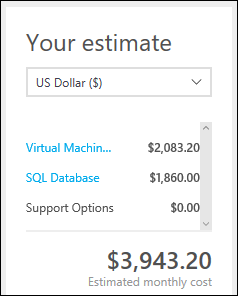 Your estimate
US Dollar ($)
Virtual Machin... $2,083.20
SQL Database $1,860.00
Support Options $0.00
$3,943.20
Estimated monthly cost